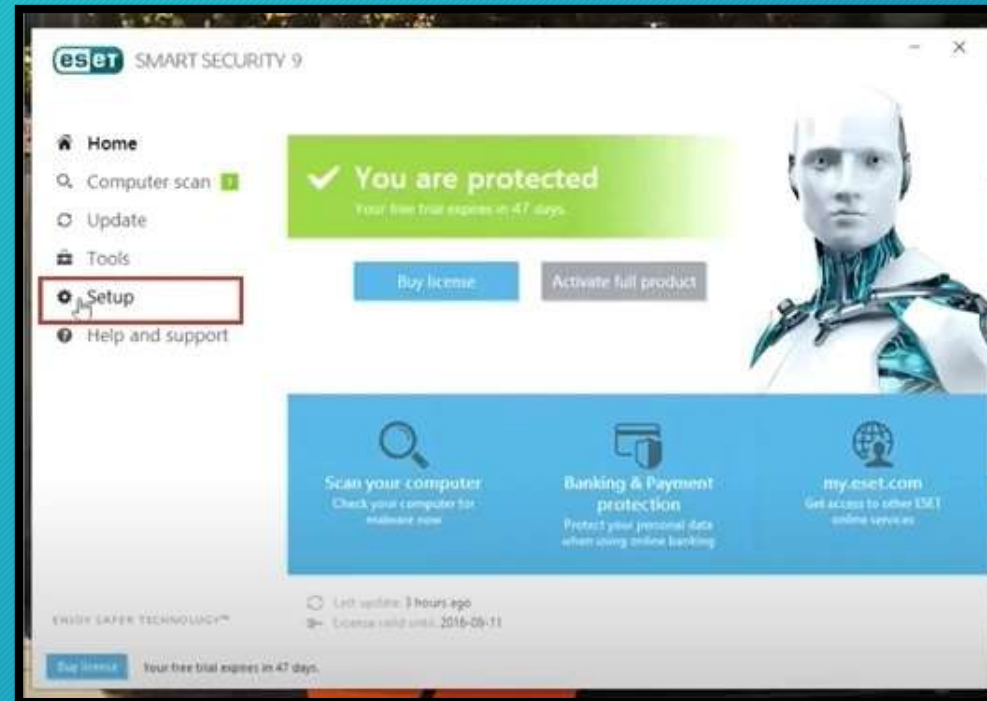 eset SMART SECURITY 9
Home
Computer scan 1
Update
Tools
Setup
Help and support
You are protected
Your free trial expires in 47 days.
Buy license
Activate full product
Scan your computer
Check your computer for
malware now
Banking & Payment
protection
Protect your personal data
when using online banking
my.eset.com
Get access to other ESET
online services
Last update: 3 hours ago
License valid until: 2016-09-11
ENJOY SAFER TECHNOLOGY™
Buy license
Your free trial expires in 47 days.